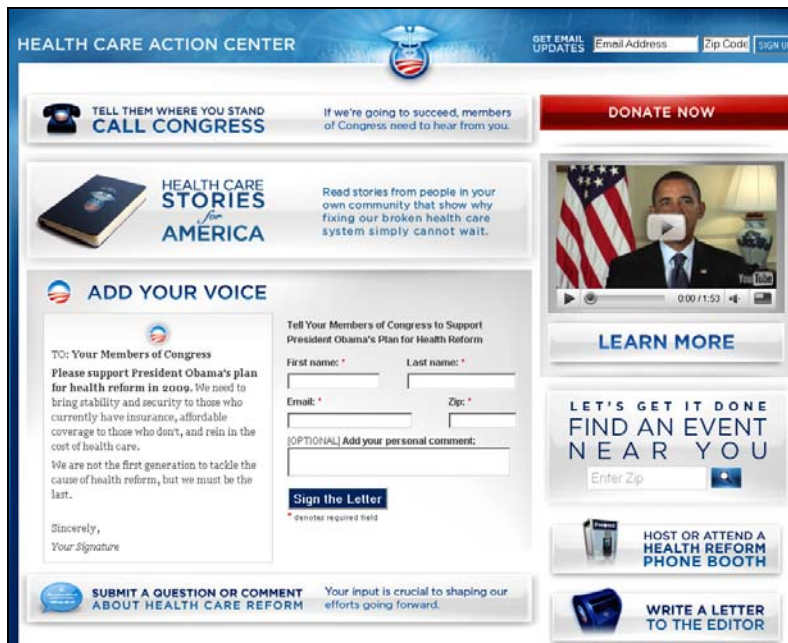 HEALTH CARE ACTION CENTER
GET EMAIL
UPDATES
Email Address
Zip Code
SIGN U
TELL THEM WHERE YOU STAND
CALL CONGRESS
If we're going to succeed, members
of Congress need to hear from you.
DONATE NOW
HEALTH CARE
STORIES
for
AMERICA
Read stories from people in your
own community that show why
fixing our broken health care
system simply cannot wait.
YouTube
0:00 / 1:53
LEARN MORE
ADD YOUR VOICE
TO: Your Members of Congress
Please support President Obama's plan
for health reform in 2009. We need to
bring stability and security to those who
currently have insurance, affordable
coverage to those who don't, and rein in the
cost of health care.
We are not the first generation to tackle the
cause of health reform, but we must be the
last.
Sincerely,
Your Signature
Tell Your Members of Congress to Support
President Obama's Plan for Health Reform
First name: *
Last name: *
Email: *
Zip: *
[OPTIONAL] Add your personal comment:
Sign the Letter
* denotes required field
LET'S GET IT DONE
FIND AN EVENT
NEAR YOU
Enter Zip
PHONE
HOST OR ATTEND A
HEALTH REFORM
PHONE BOOTH
SUBMIT A QUESTION OR COMMENT
ABOUT HEALTH CARE REFORM
Your input is crucial to shaping our
efforts going forward.
WRITE A LETTER
TO THE EDITOR